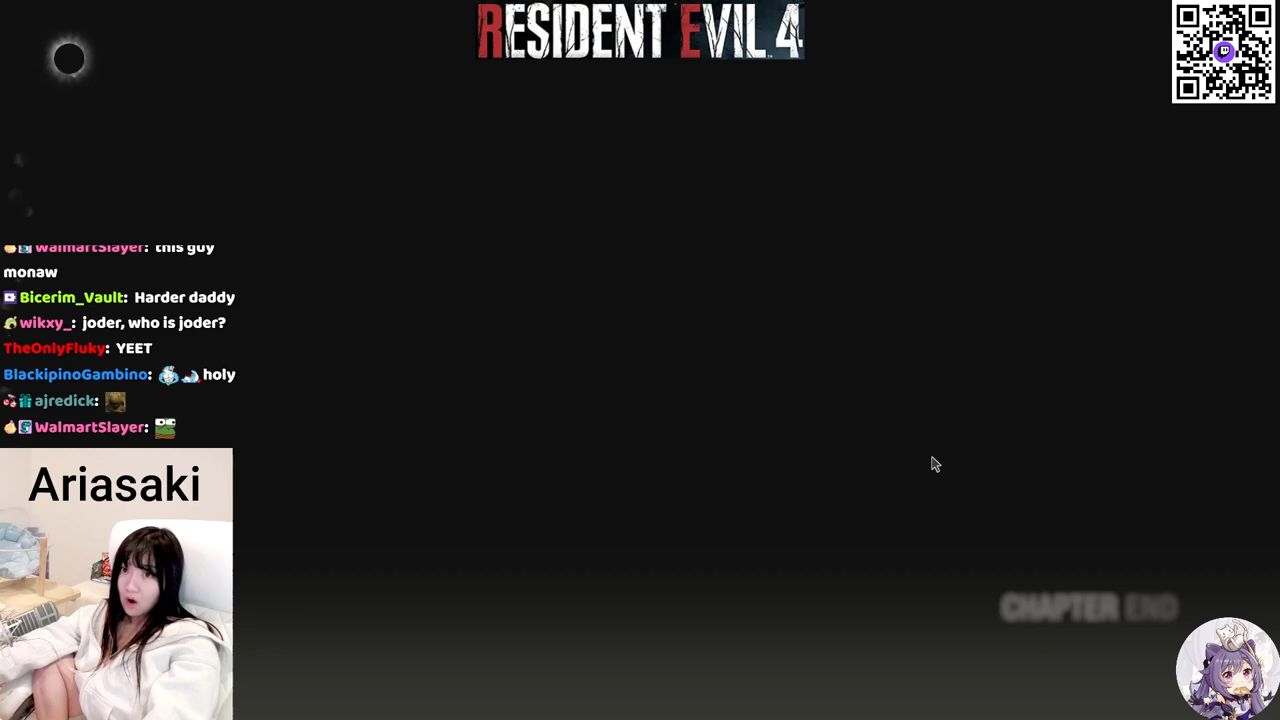 RESIDENT EVIL 4
WalmartSlayer: this guy
monaw
Bicerim_Vault: Harder daddy
wikxy_: joder, who is joder?
TheOnlyFluky: YEET
BlackipinoGambino: holy
ajredick:
WalmartSlayer:
Ariasaki
CHAPTER END